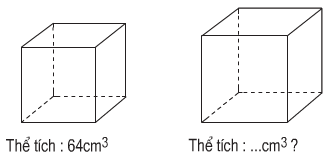 Thể tích : 64cm³
Thể tích : ...cm³ ?